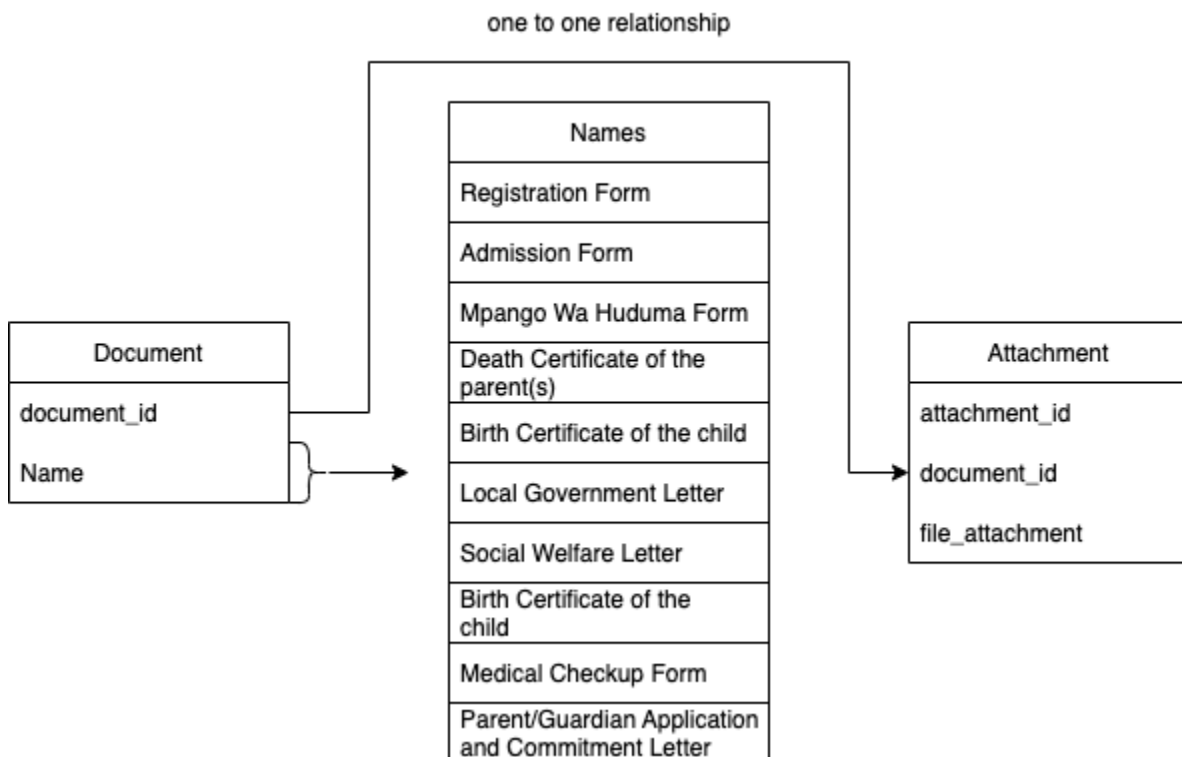 one to one relationship
Names
Registration Form
Admission Form
Mpango Wa Huduma Form
Death Certificate of the
parent(s)
Birth Certificate of the child
Local Government Letter
Social Welfare Letter
Birth Certificate of the
child
Medical Checkup Form
Parent/Guardian Application
and Commitment Letter
Document
document_id
Name
Attachment
attachment_id
document_id
file_attachment